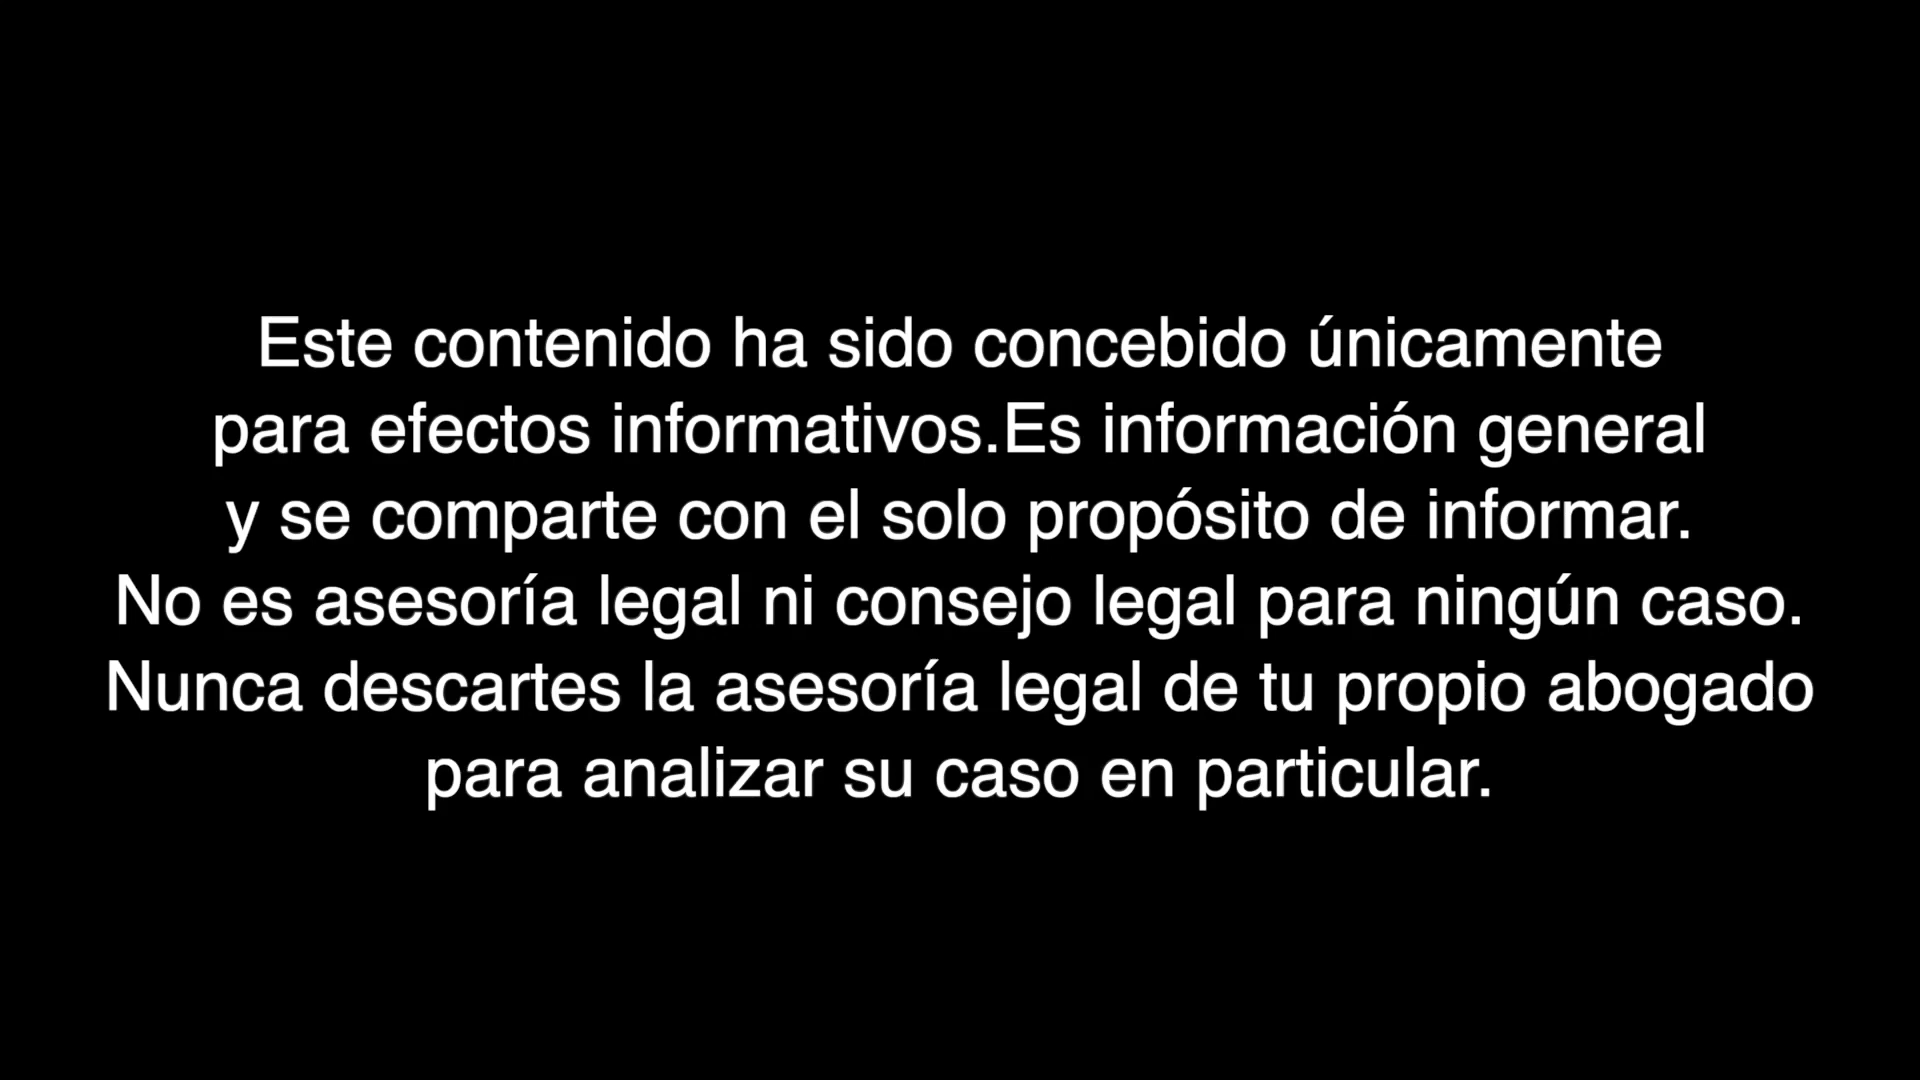 Este contenido ha sido concebido únicamente
para efectos informativos.Es información general
y se comparte con el solo propósito de informar.
No es asesoría legal ni consejo legal para ningún caso.
Nunca descartes la asesoría legal de tu propio abogado
para analizar su caso en particular.